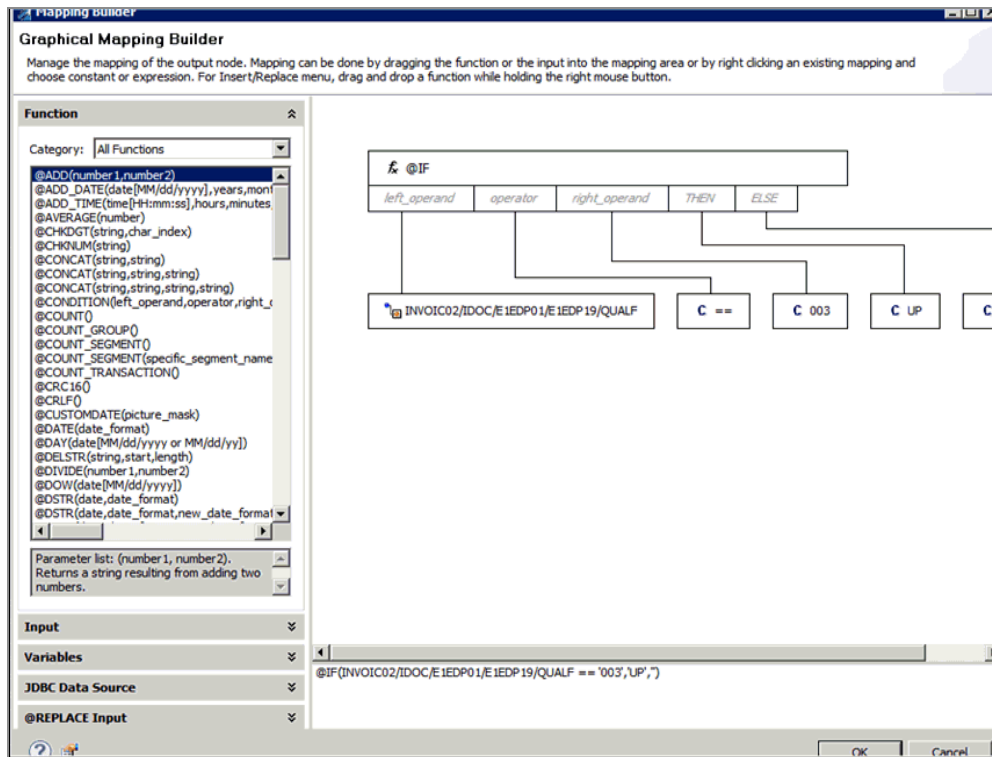 Mapping Builder
Graphical Mapping Builder
Manage the mapping of the output node. Mapping can be done by dragging the function or the input into the mapping area or by right clicking an existing mapping and
choose constant or expression. For Insert/Replace menu, drag and drop a function while holding the right mouse button.
Function
Category: All Functions
@ADD(number1,number2)
@ADD_DATE(date[MM/dd/yyyy],years,mont
@ADD_TIME(time[HH:mm:ss],hours,minutes,
@AVERAGE(number)
@CHKDGT(string,char_index)
@CHKNUM(string)
@CONCAT(string,string)
@CONCAT(string,string,string)
@CONCAT(string,string,string,string)
@CONDITION(left_operand,operator,right_o
@COUNT()
@COUNT_GROUP()
@COUNT_SEGMENT()
@COUNT_SEGMENT(specific_segment_name
@COUNT_TRANSACTION()
@CRC16()
@CRLF()
@CUSTOMDATE(picture_mask)
@DATE(date_format)
@DAY(date[MM/dd/yyyy or MM/dd/yy])
@DELSTR(string,start,length)
@DIVIDE(number1,number2)
@DOW(date[MM/dd/yyyy])
@DSTR(date,date_format)
@DSTR(date,date_format,new_date_format
Parameter list: (number1, number2).
Returns a string resulting from adding two
numbers.
Input
Variables
JDBC Data Source
@REPLACE Input
fx @IF
left_operand operator right_operand THEN ELSE
INVOIC02/IDOC/E1EDP01/E1EDP19/QUALF C == C 003 C UP C
@IF(INVOIC02/IDOC/E1EDP01/E1EDP19/QUALF == '003','UP','')
OK Cancel